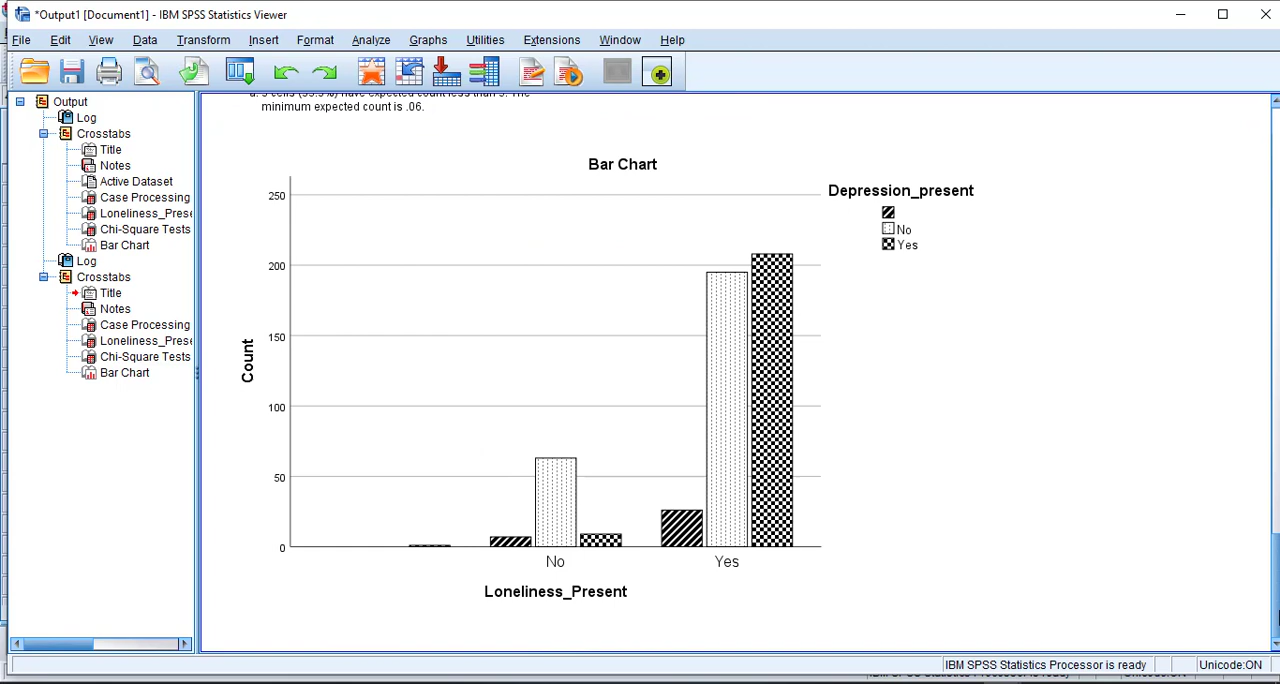 *Output1 [Document1] - IBM SPSS Statistics Viewer
File Edit View Data Transform Insert Format Analyze Graphs Utilities Extensions Window Help
Output
Log
Crosstabs
Title
Notes
Active Dataset
Case Processing
Loneliness_Prese
Chi-Square Tests
Bar Chart
Log
Crosstabs
Title
Notes
Case Processing
Loneliness_Prese
Chi-Square Tests
Bar Chart
minimum expected count is .06.
Bar Chart
Depression_present
No
Yes
250
200
150
100
50
0
Count
No Yes
Loneliness_Present
IBM SPSS Statistics Processor is ready Unicode:ON